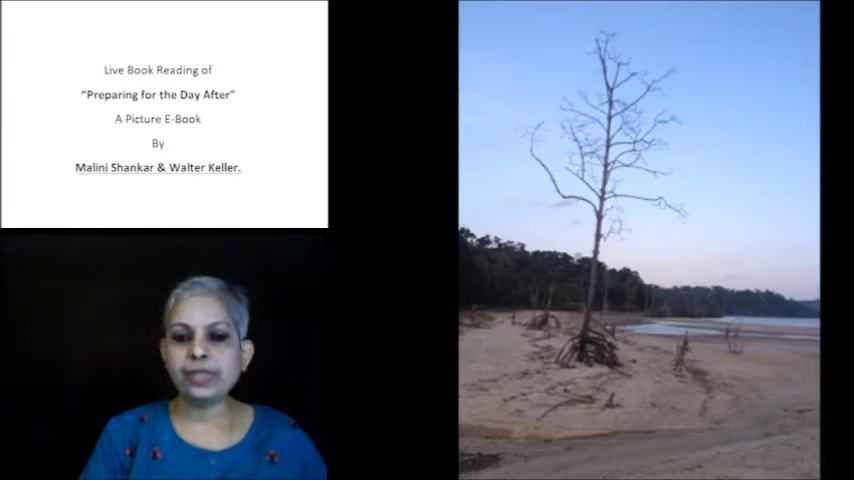 Live Book Reading of
“Preparing for the Day After”
A Picture E-Book
By
Malini Shankar & Walter Keller.